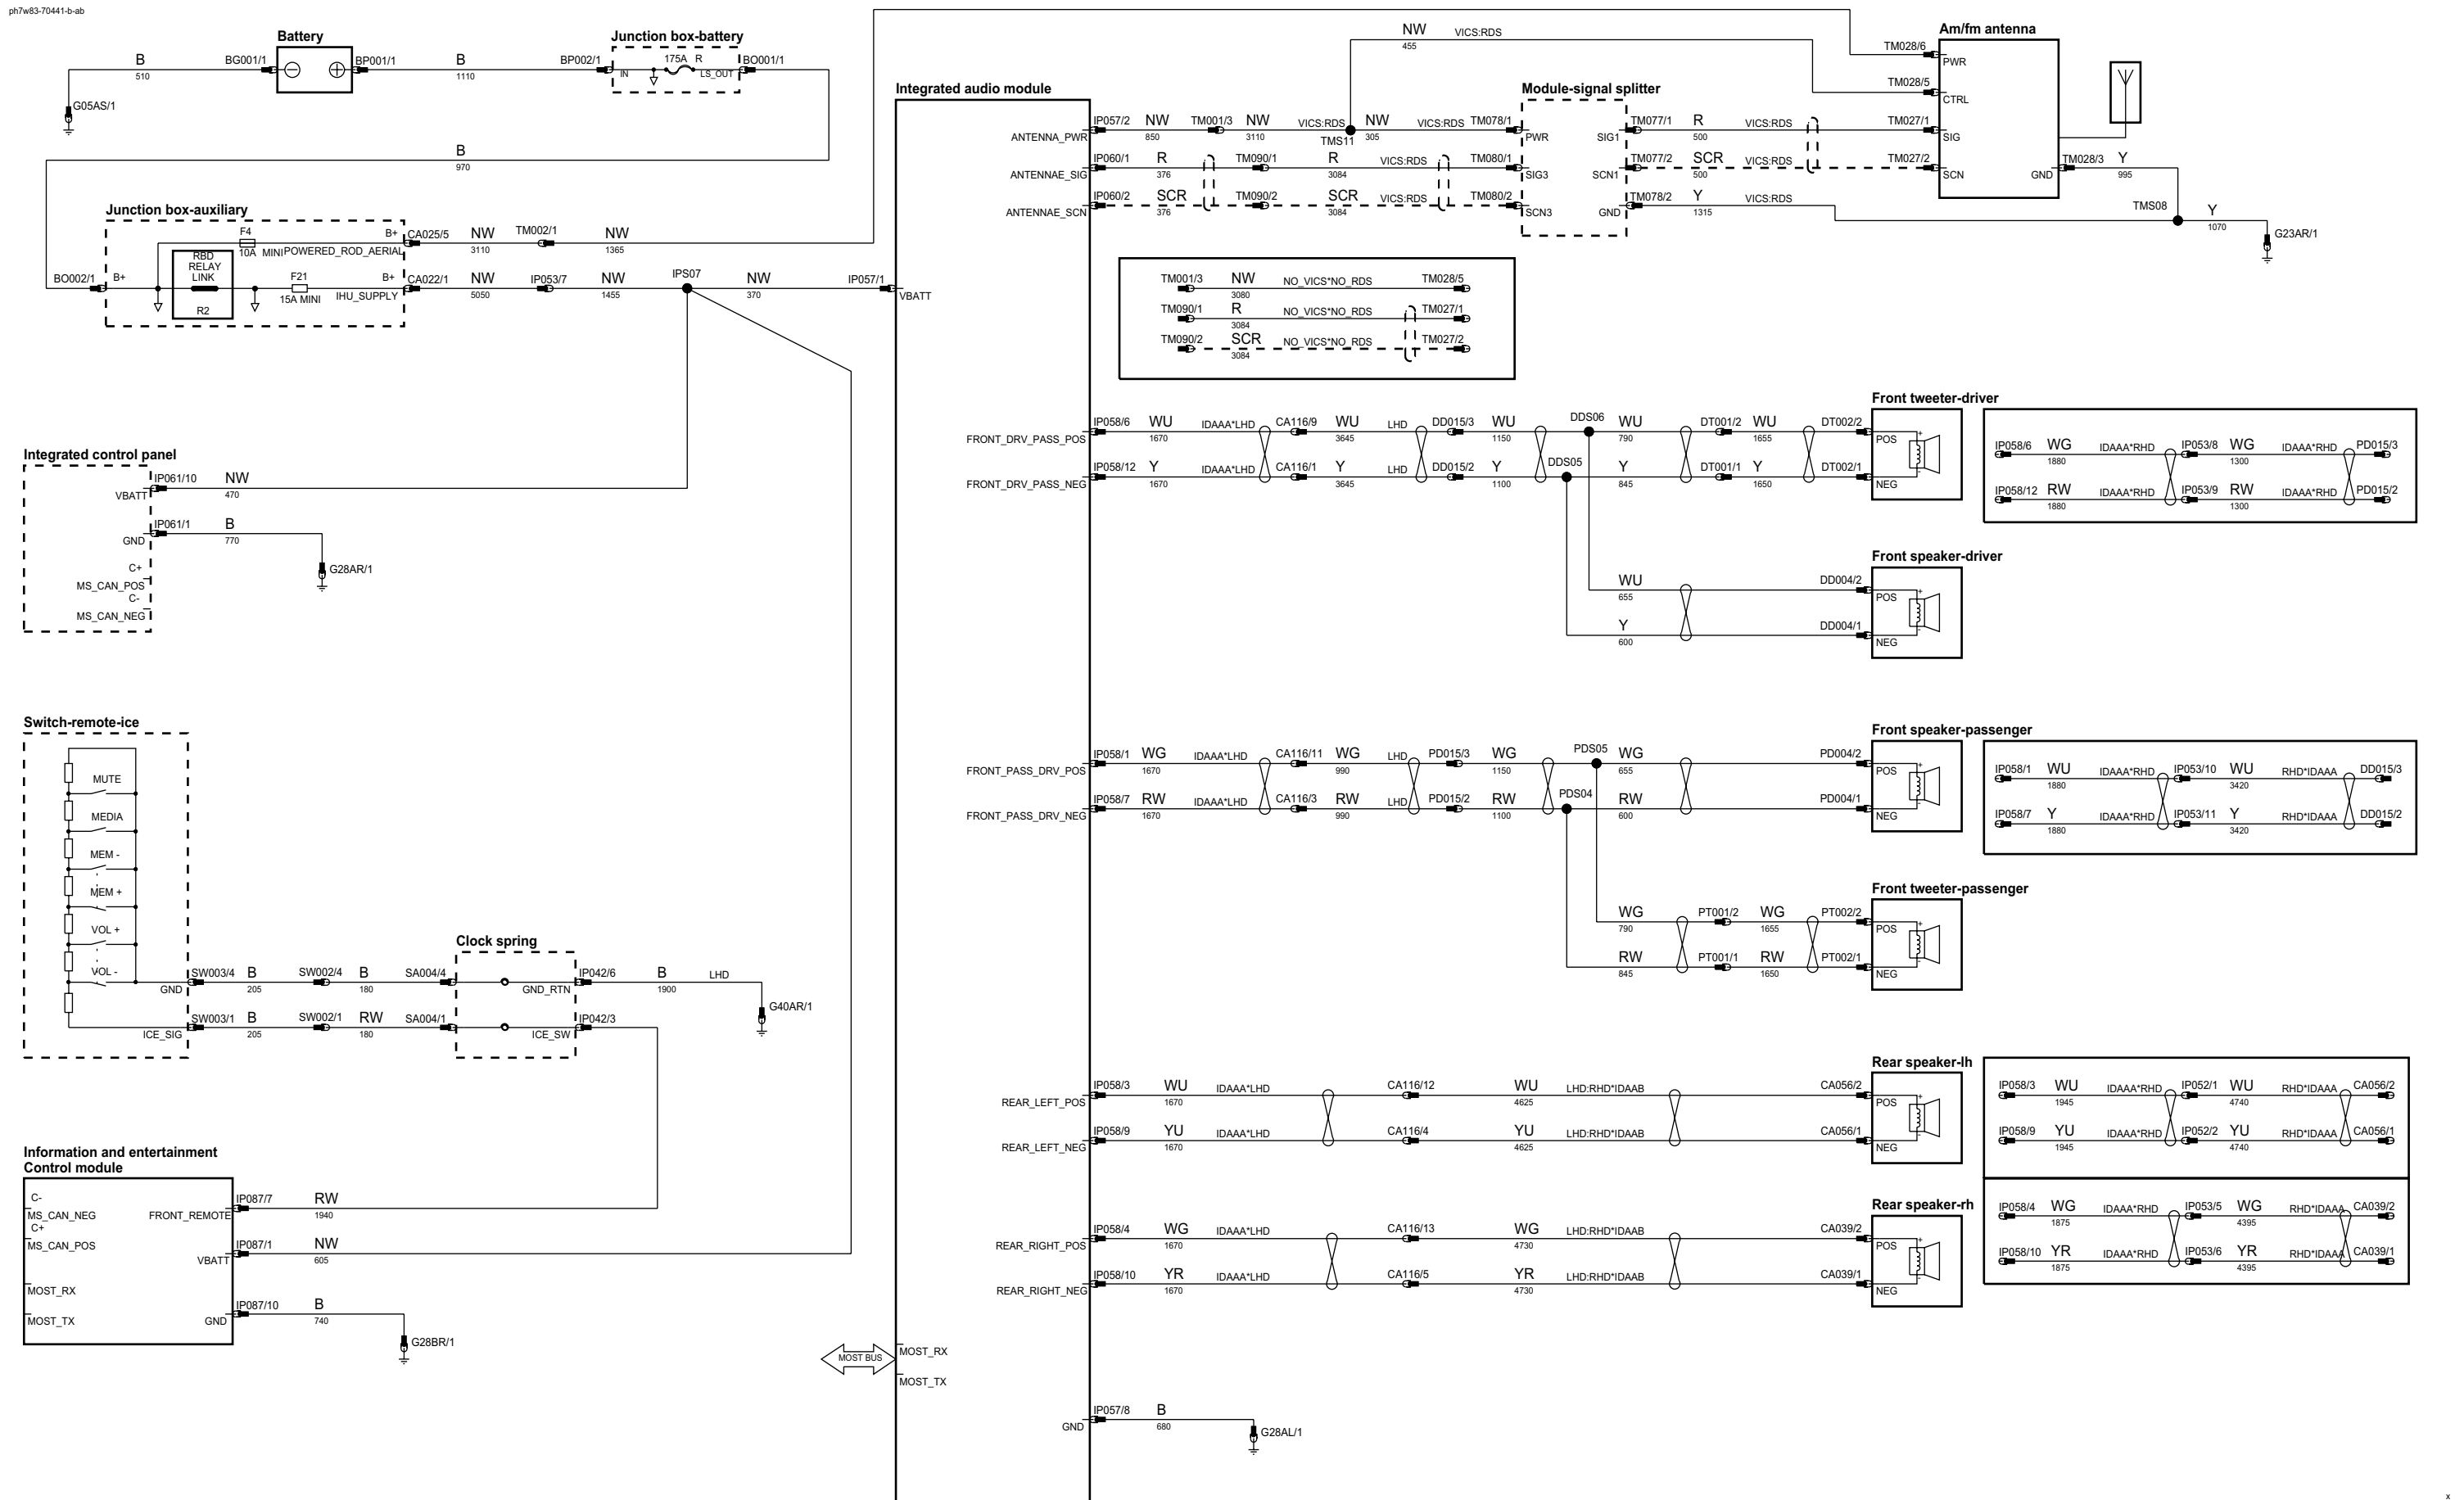 ph7w83-70441-b-ab
Battery
B
510
BG001/1
BP001/1
B
1110
G05AS/1
Junction box-battery
BP002/1
IN
175A R
LS_OUT
BO001/1
B
970
Junction box-auxiliary
BO002/1
B+
F4
10A MINI
POWERED_ROD_AERIAL
B+
CA025/5
NW
3110
TM002/1
NW
1365
RBD
RELAY
LINK
R2
F21
15A MINI
B+
IHU_SUPPLY
CA022/1
NW
5050
IP053/7
NW
1455
IPS07
NW
370
IP057/1
VBATT
Integrated control panel
VBATT
IP061/10
NW
470
GND
IP061/1
B
770
G28AR/1
C+
MS_CAN_POS
C-
MS_CAN_NEG
Switch-remote-ice
MUTE
MEDIA
MEM -
MEM +
VOL +
VOL -
GND
SW003/4
B
205
SW002/4
B
180
SA004/4
ICE_SIG
SW003/1
B
205
SW002/1
RW
180
SA004/1
Clock spring
GND_RTN
IP042/6
B
1900
LHD
G40AR/1
ICE_SW
IP042/3
Information and entertainment
Control module
C-
MS_CAN_NEG
C+
MS_CAN_POS
MOST_RX
MOST_TX
FRONT_REMOTE
IP087/7
RW
1940
VBATT
IP087/1
NW
605
GND
IP087/10
B
740
G28BR/1
Integrated audio module
MOST BUS
MOST_RX
MOST_TX
ANTENNA_PWR
IP057/2
NW
850
TM001/3
NW
3110
VICS:RDS
TMS11
NW
305
VICS:RDS
TM078/1
NW
455
VICS:RDS
ANTENNAE_SIG
IP060/1
R
376
TM090/1
R
3084
VICS:RDS
TM080/1
ANTENNAE_SCN
IP060/2
SCR
376
TM090/2
SCR
3084
VICS:RDS
TM080/2
Module-signal splitter
PWR
SIG3
SCN3
SIG1
SCN1
GND
TM077/1
R
500
VICS:RDS
TM027/1
TM077/2
SCR
500
VICS:RDS
TM027/2
TM078/2
Y
1315
VICS:RDS
Am/fm antenna
TM028/6
PWR
TM028/5
CTRL
SIG
SCN
GND
TM028/3
Y
995
TMS08
Y
1070
G23AR/1
TM001/3
NW
3080
NO_VICS*NO_RDS
TM028/5
TM090/1
R
3084
NO_VICS*NO_RDS
TM027/1
TM090/2
SCR
3084
NO_VICS*NO_RDS
TM027/2
FRONT_DRV_PASS_POS
IP058/6
WU
1670
IDAAA*LHD
CA116/9
WU
3645
LHD
DD015/3
WU
1150
DDS06
WU
790
DT001/2
WU
1655
DT002/2
FRONT_DRV_PASS_NEG
IP058/12
Y
1670
IDAAA*LHD
CA116/1
Y
3645
LHD
DD015/2
Y
1100
DDS05
Y
845
DT001/1
Y
1650
DT002/1
Front tweeter-driver
POS
+
-
NEG
IP058/6
WG
1880
IDAAA*RHD
IP053/8
WG
1300
IDAAA*RHD
PD015/3
IP058/12
RW
1880
IDAAA*RHD
IP053/9
RW
1300
IDAAA*RHD
PD015/2
Front speaker-driver
WU
655
DD004/2
POS
+
-
Y
600
DD004/1
NEG
FRONT_PASS_DRV_POS
IP058/1
WG
1670
IDAAA*LHD
CA116/11
WG
990
LHD
PD015/3
WG
1150
PDS05
WG
655
PD004/2
FRONT_PASS_DRV_NEG
IP058/7
RW
1670
IDAAA*LHD
CA116/3
RW
990
LHD
PD015/2
RW
1100
PDS04
RW
600
PD004/1
Front speaker-passenger
POS
+
-
NEG
IP058/1
WU
1880
IDAAA*RHD
IP053/10
WU
3420
RHD*IDAAA
DD015/3
IP058/7
Y
1880
IDAAA*RHD
IP053/11
Y
3420
RHD*IDAAA
DD015/2
Front tweeter-passenger
WG
790
PT001/2
WG
1655
PT002/2
POS
+
-
RW
845
PT001/1
RW
1650
PT002/1
NEG
REAR_LEFT_POS
IP058/3
WU
1670
IDAAA*LHD
CA116/12
WU
4625
LHD:RHD*IDAAB
CA056/2
REAR_LEFT_NEG
IP058/9
YU
1670
IDAAA*LHD
CA116/4
YU
4625
LHD:RHD*IDAAB
CA056/1
Rear speaker-lh
POS
+
-
NEG
IP058/3
WU
1945
IDAAA*RHD
IP052/1
WU
4740
RHD*IDAAA
CA056/2
IP058/9
YU
1945
IDAAA*RHD
IP052/2
YU
4740
RHD*IDAAA
CA056/1
REAR_RIGHT_POS
IP058/4
WG
1670
IDAAA*LHD
CA116/13
WG
4730
LHD:RHD*IDAAB
CA039/2
REAR_RIGHT_NEG
IP058/10
YR
1670
IDAAA*LHD
CA116/5
YR
4730
LHD:RHD*IDAAB
CA039/1
Rear speaker-rh
POS
+
-
NEG
IP058/4
WG
1875
IDAAA*RHD
IP053/5
WG
4395
RHD*IDAAA
CA039/2
IP058/10
YR
1875
IDAAA*RHD
IP053/6
YR
4395
RHD*IDAAA
CA039/1
GND
IP057/8
B
680
G28AL/1
x